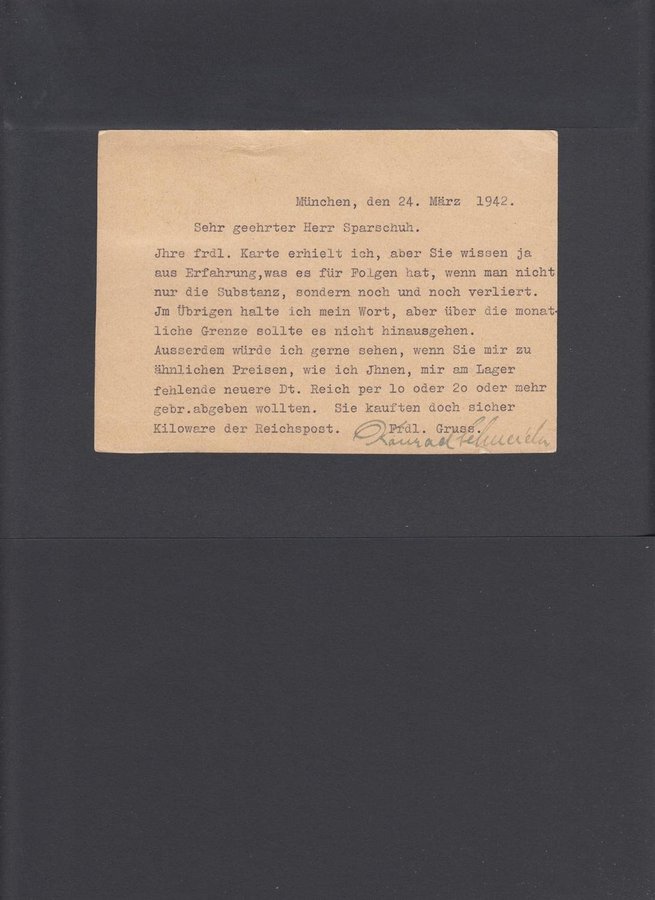 München, den 24. März 1942.
Sehr geehrter Herr Sparschuh.
Jhre frdl. Karte erhielt ich, aber Sie wissen ja
aus Erfahrung,was es für Folgen hat, wenn man nicht
nur die Substanz, sondern noch und noch verliert.
Jm Übrigen halte ich mein Wort, aber über die monat-
liche Grenze sollte es nicht hinausgehen.
Ausserdem würde ich gerne sehen, wenn Sie mir zu
ähnlichen Preisen, wie ich Jhnen, mir am Lager
fehlende neuere Dt. Reich per lo oder 2o oder mehr
gebr.abgeben wollten. Sie kauften doch sicher
Kiloware der Reichspost. Frdl. Gruss.
Konrad Schneider